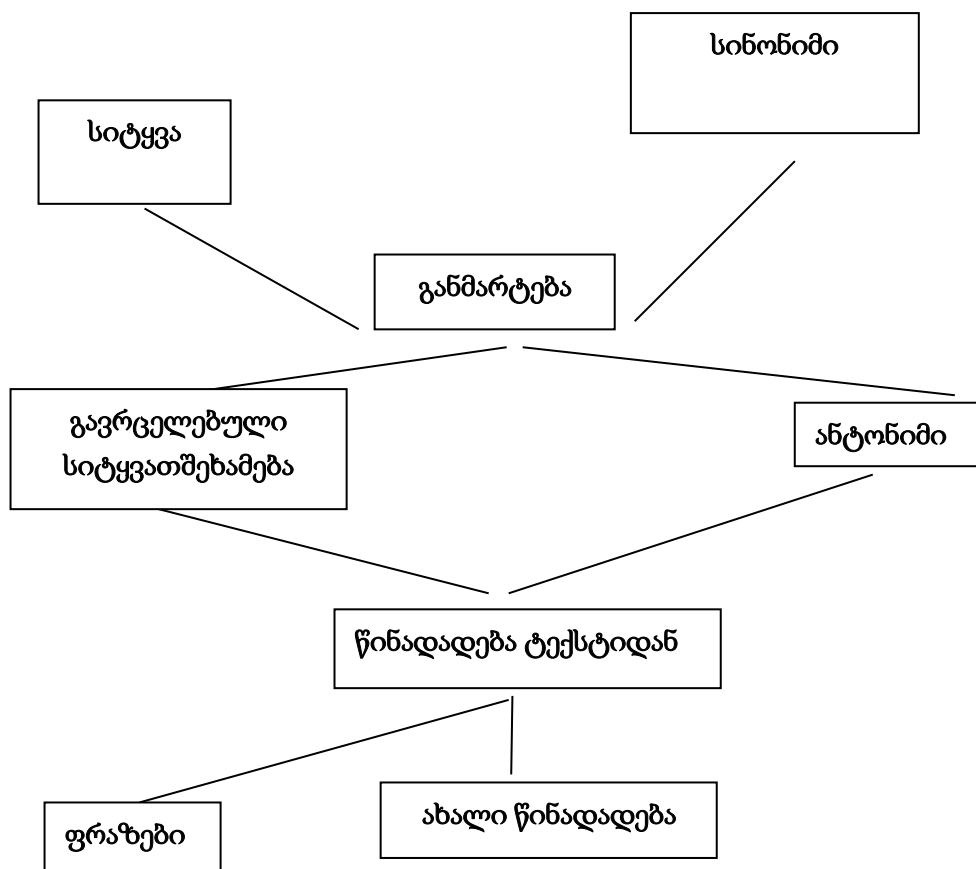 სინონიმი
სიტყვა
განმარტება
გავრცელებული
სიტყვათშეხამება
ანტონიმი
წინადადება ტექსტიდან
ახალი წინადადება
ფრაზები